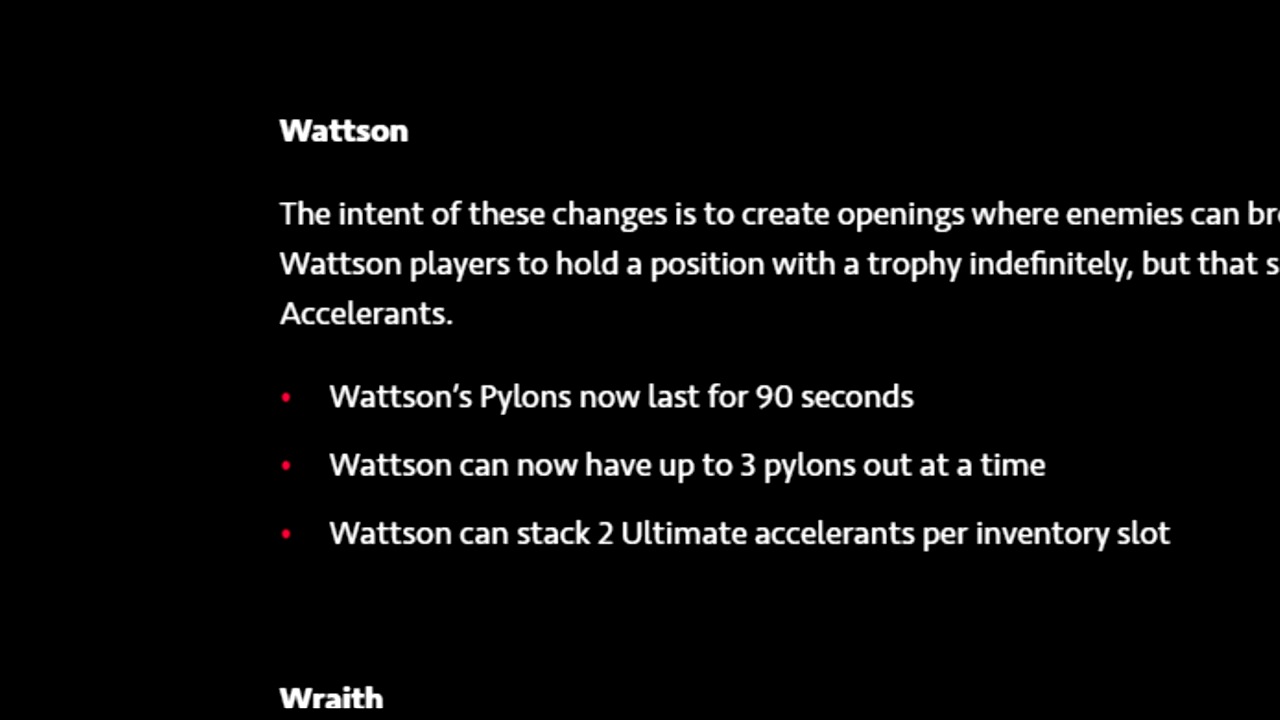 Wattson
The intent of these changes is to create openings where enemies can
Wattson players to hold a position with a trophy indefinitely, but that
Accelerants.
• Wattson’s Pylons now last for 90 seconds
• Wattson can now have up to 3 pylons out at a time
• Wattson can stack 2 Ultimate accelerants per inventory slot
Wraith